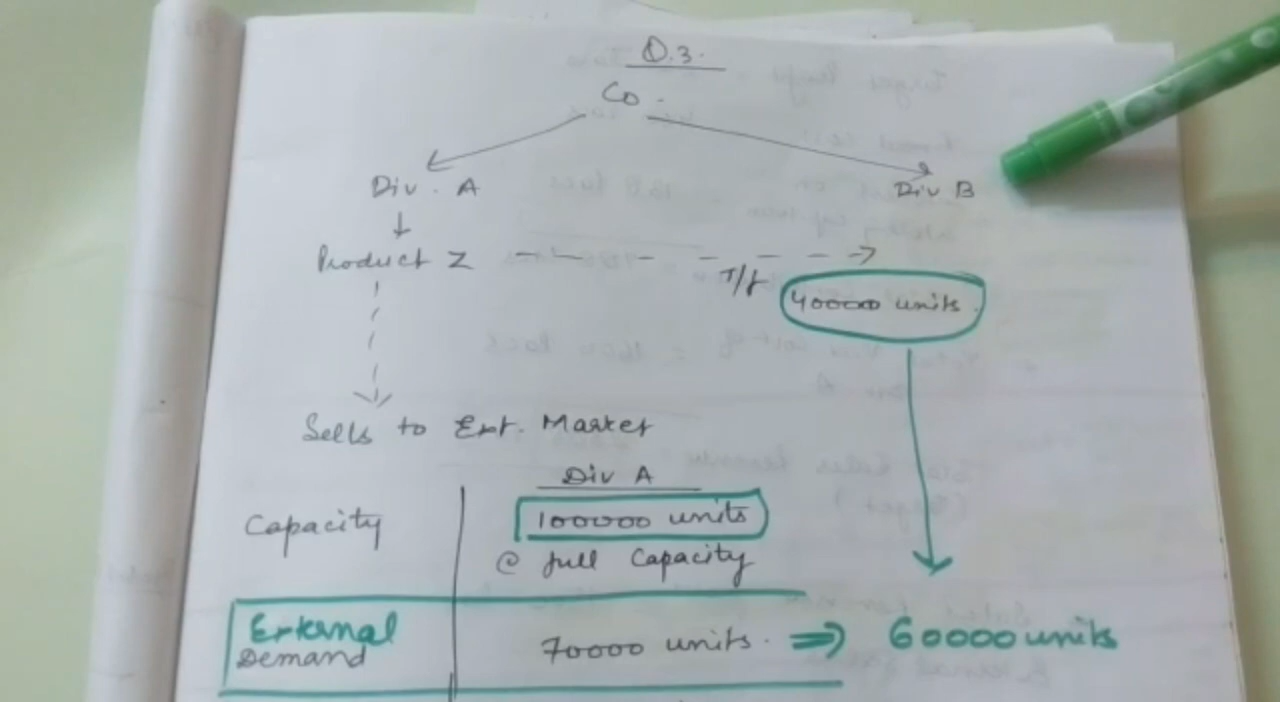 Q.3.
Co.
Div. A
Div B
Product Z
T/f
40000 units.
Sells to Ext. Market
Div A
Capacity
100000 units
@ full Capacity
External
Demand
70000 units. ⇒ 60000 units